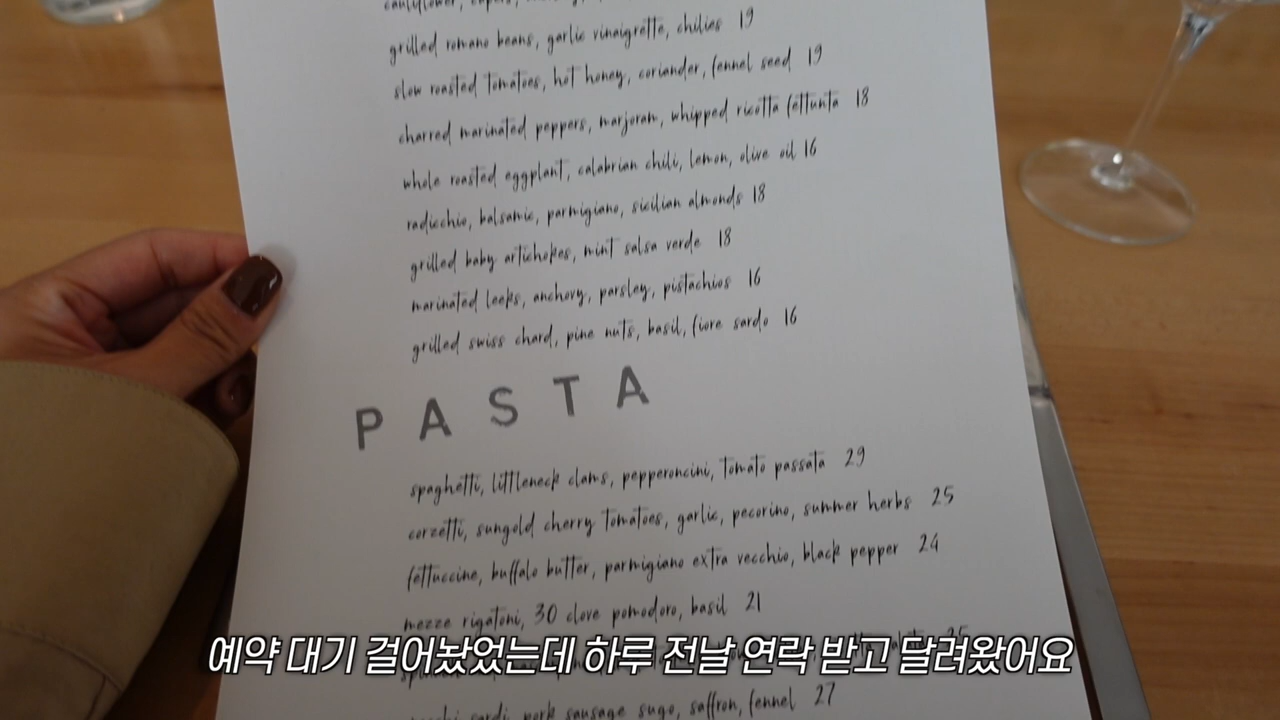 cauliflower, capers,
grilled romano beans, garlic vinaigrette, chilies 19
slow roasted tomatoes, hot honey, coriander, fennel seed 19
charred marinated peppers, marjoram, whipped ricotta fettunta 18
whole roasted eggplant, calabrian chili, lemon, olive oil 16
radicchio, balsamic, parmigiano, sicilian almonds 18
grilled baby artichokes, mint salsa verde 18
marinated leeks, anchovy, parsley, pistachios 16
grilled swiss chard, pine nuts, basil, fiore sardo 16
PASTA
spaghetti, littleneck clams, pepperoncini, tomato passata 29
corzetti, sungold cherry tomatoes, garlic, pecorino, summer herbs 25
fettuccine, buffalo butter, parmigiano extra vecchio, black pepper 24
mezze rigatoni, 30 clove pomodoro, basil 21
예약 대기 걸어놨었는데 하루 전날 연락 받고 달려왔어요
sardi, pork sausage sugo, saffron, fennel 27